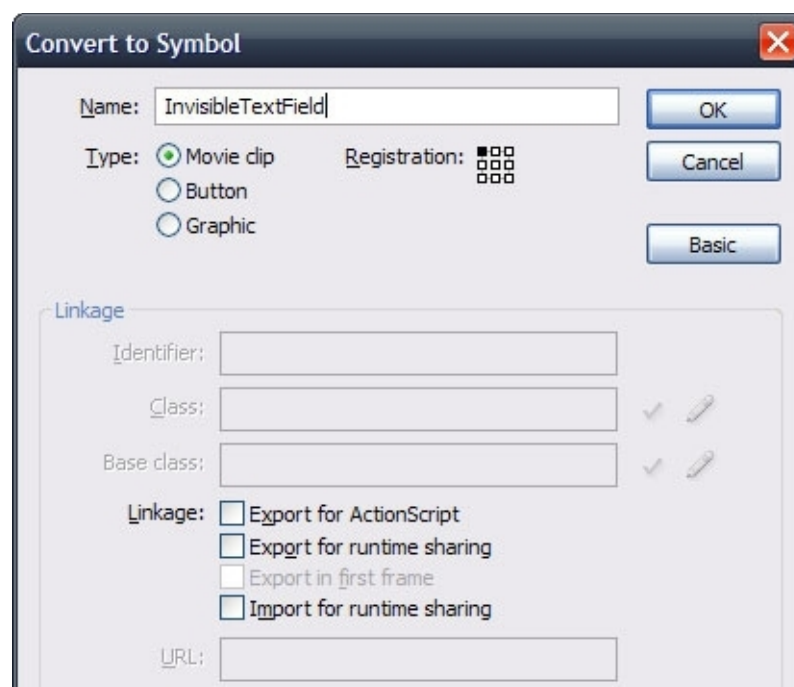 Convert to Symbol
Name: InvisibleTextField
OK
Type: Movie clip Registration:
Cancel
Button
Graphic
Basic
Linkage
Identifier:
Class:
Base class:
Linkage: Export for ActionScript
Export for runtime sharing
Export in first frame
Import for runtime sharing
URL: